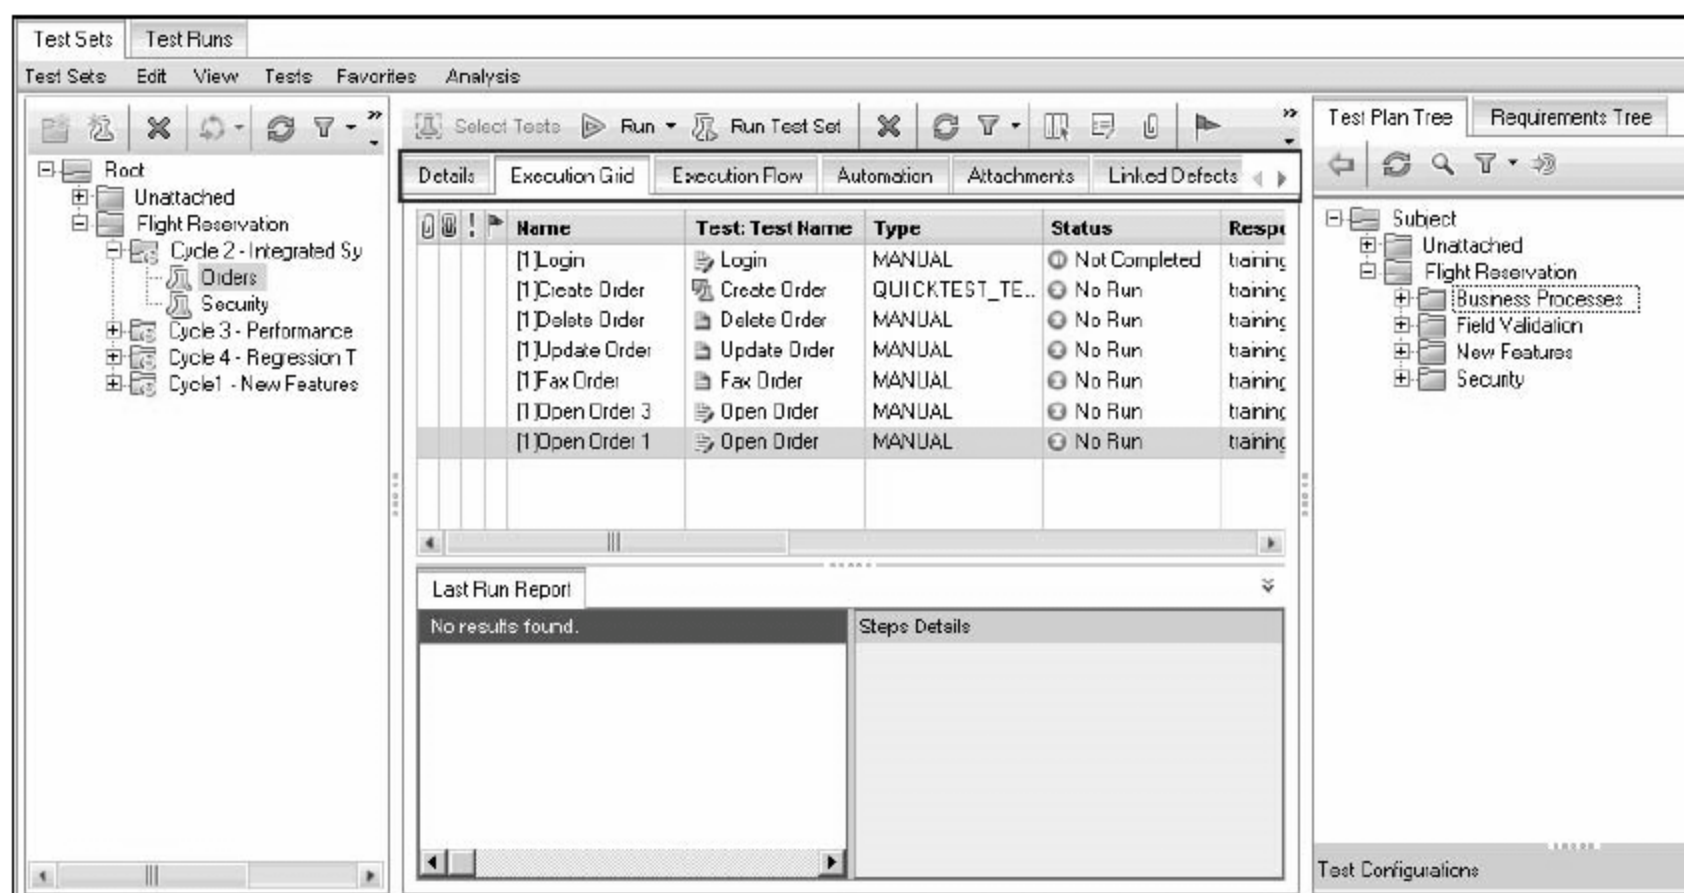 Test Sets Test Runs
Test Sets Edit View Tests Favorites Analysis
Select Tests Run Run Test Set
Details Execution Grid Execution Flow Automation Attachments Linked Defects
Test Plan Tree Requirements Tree
Root
Unattached
Flight Reservation
Cycle 2 - Integrated Sy
Orders
Security
Cycle 3 - Performance
Cycle 4 - Regression T
Cycle1 - New Features
Name Test: Test Name Type Status Respo
[1]Login Login MANUAL Not Completed training
[1]Create Order Create Order QUICKTEST_TE... No Run training
[1]Delete Order Delete Order MANUAL No Run training
[1]Update Order Update Order MANUAL No Run training
[1]Fax Order Fax Order MANUAL No Run training
[1]Open Order 3 Open Order MANUAL No Run training
[1]Open Order 1 Open Order MANUAL No Run training
Last Run Report
No results found. Steps Details
Subject
Unattached
Flight Reservation
Business Processes
Field Validation
New Features
Security
Test Configurations